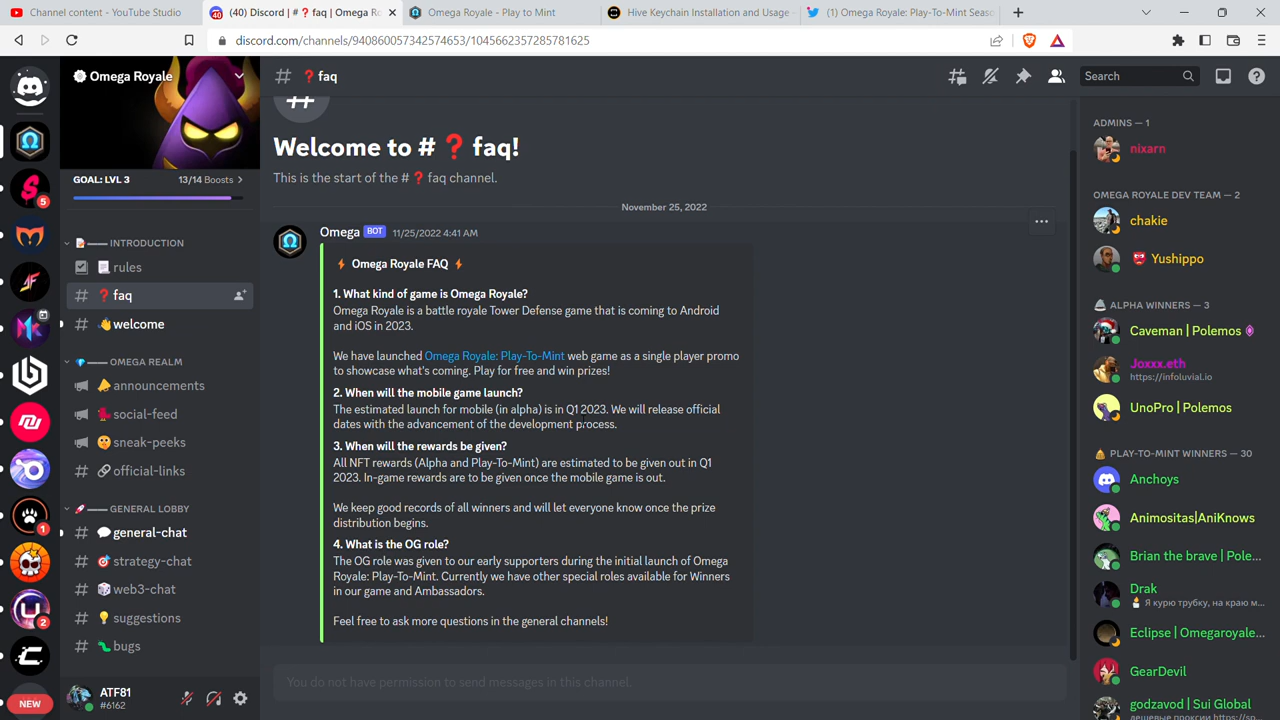 Channel content - YouTube Studio
(40) Discord | # ❓ faq | Omega Ro
Omega Royale - Play to Mint
Hive Keychain Installation and Usage
(1) Omega Royale: Play-To-Mint Seaso
discord.com/channels/940860057342574653/1045662357285781625
Omega Royale
# ❓ faq
Search
GOAL: LVL 3
13/14 Boosts
INTRODUCTION
rules
faq
welcome
OMEGA REALM
announcements
social-feed
sneak-peeks
official-links
GENERAL LOBBY
general-chat
strategy-chat
web3-chat
suggestions
bugs
5
1
2
40
NEW
ATF81
#6162
Welcome to # ❓ faq!
This is the start of the # ❓ faq channel.
November 25, 2022
Omega BOT 11/25/2022 4:41 AM
⚡ Omega Royale FAQ ⚡
1. What kind of game is Omega Royale?
Omega Royale is a battle royale Tower Defense game that is coming to Android
and iOS in 2023.
We have launched Omega Royale: Play-To-Mint web game as a single player promo
to showcase what's coming. Play for free and win prizes!
2. When will the mobile game launch?
The estimated launch for mobile (in alpha) is in Q1 2023. We will release official
dates with the advancement of the development process.
3. When will the rewards be given?
All NFT rewards (Alpha and Play-To-Mint) are estimated to be given out in Q1
2023. In-game rewards are to be given once the mobile game is out.
We keep good records of all winners and will let everyone know once the prize
distribution begins.
4. What is the OG role?
The OG role was given to our early supporters during the initial launch of Omega
Royale: Play-To-Mint. Currently we have other special roles available for Winners
in our game and Ambassadors.
Feel free to ask more questions in the general channels!
You do not have permission to send messages in this channel.
ADMINS — 1
nixarn
OMEGA ROYALE DEV TEAM — 2
chakie
Yushippo
ALPHA WINNERS — 3
Caveman | Polemos
Joxxx.eth
https://infoluvial.io
UnoPro | Polemos
PLAY-TO-MINT WINNERS — 30
Anchoys
Animositas|AniKnows
Brian the brave | Pole...
Drak
Я курю трубку, на краю м...
Eclipse | Omegaroyale...
GearDevil
godzavod | Sui Global